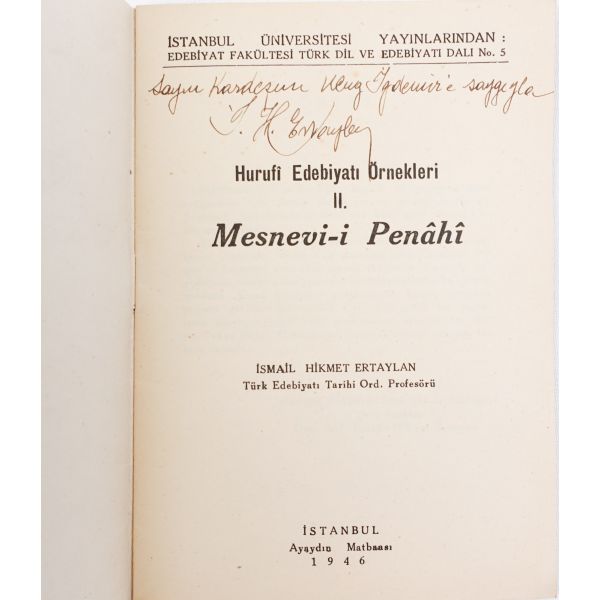 İSTANBUL ÜNİVERSİTESİ YAYINLARINDAN :
EDEBİYAT FAKÜLTESİ TÜRK DİL VE EDEBİYATI DALI No. 5
Sayın Kardeşim Uluğ İğdemir'e saygıyla
İ. H. Ertaylan
Hurufî Edebiyatı Örnekleri
II.
Mesnevi-i Penâhî
İSMAİL HİKMET ERTAYLAN
Türk Edebiyatı Tarihi Ord. Profesörü
İSTANBUL
Ayaydın Matbaası
1946